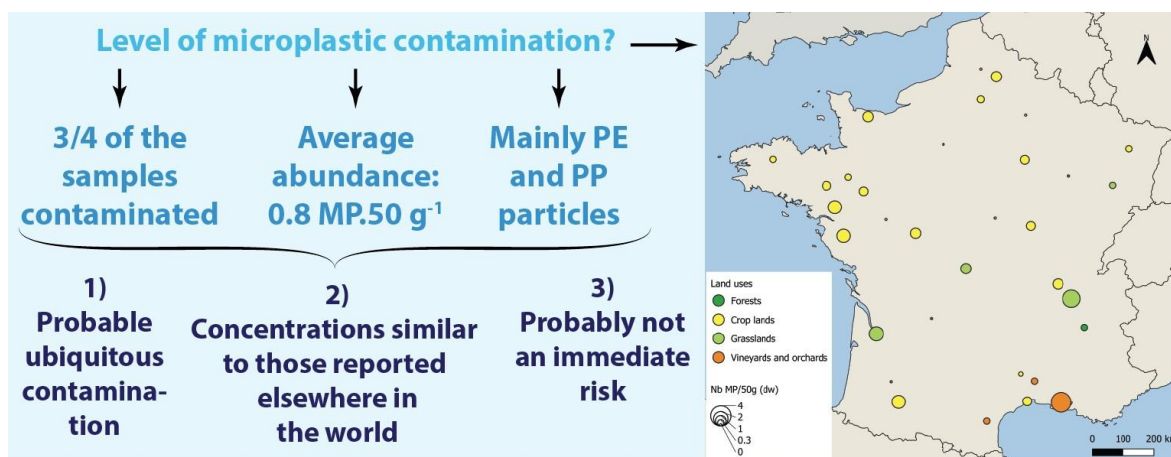 Level of microplastic contamination?
3/4 of the
samples
contaminated
Average
abundance:
0.8 MP.50 g⁻¹
Mainly PE
and PP
particles
1)
Probable
ubiquitous
contamina-
tion
2)
Concentrations similar
to those reported
elsewhere in
the world
3)
Probably not
an immediate
risk
N
Land uses
Forests
Crop lands
Grasslands
Vineyards and orchards
Nb MP/50g (dw)
4
2
1
0.3
0
0 100 200 km